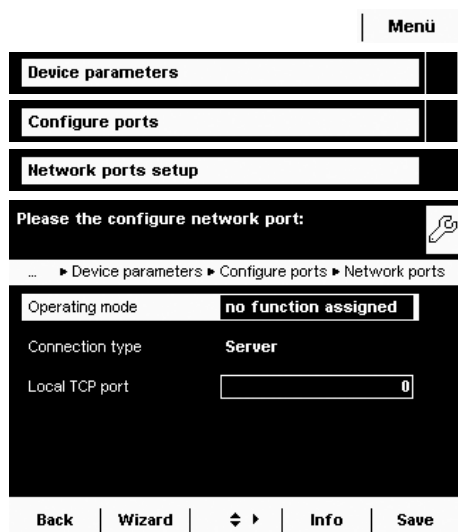 Menü
Device parameters
Configure ports
Network ports setup
Please the configure network port:
... ▸ Device parameters ▸ Configure ports ▸ Network ports
Operating mode no function assigned
Connection type Server
Local TCP port 0
Back Wizard Info Save